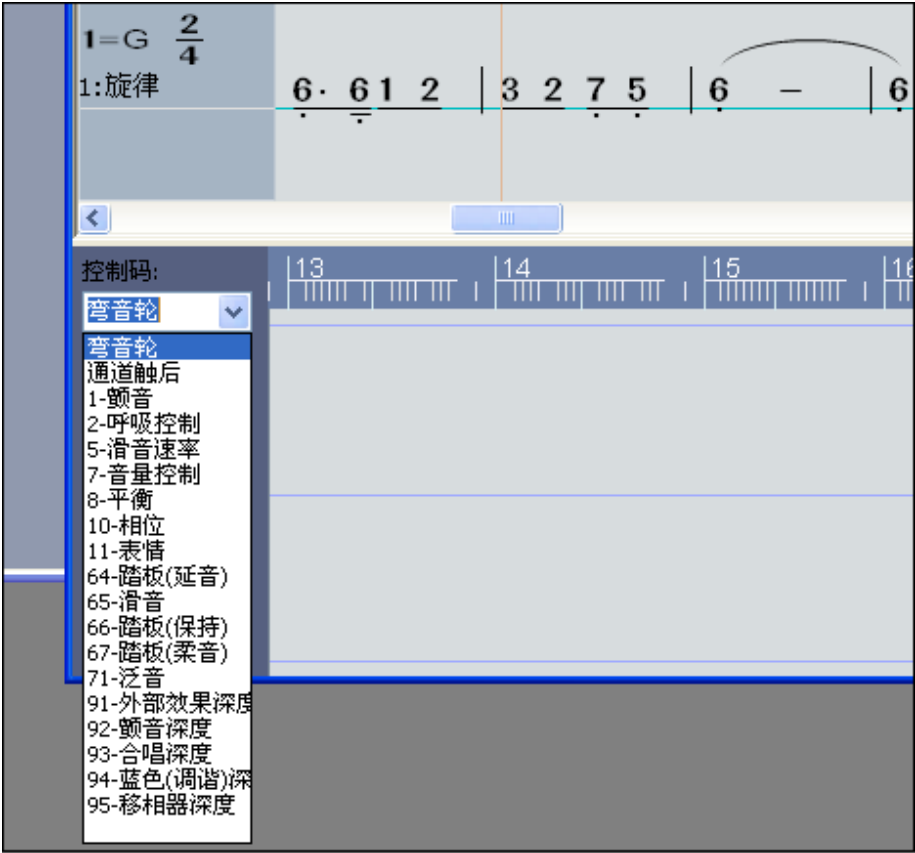 1=G 2/4
1:旋律
6· 6 1 2 | 3 2 7 5 | 6 – | 6
控制码:
13 14 15 16
弯音轮
弯音轮
通道触后
1-颤音
2-呼吸控制
5-滑音速率
7-音量控制
8-平衡
10-相位
11-表情
64-踏板(延音)
65-滑音
66-踏板(保持)
67-踏板(柔音)
71-泛音
91-外部效果深度
92-颤音深度
93-合唱深度
94-蓝色(调谐)深
95-移相器深度